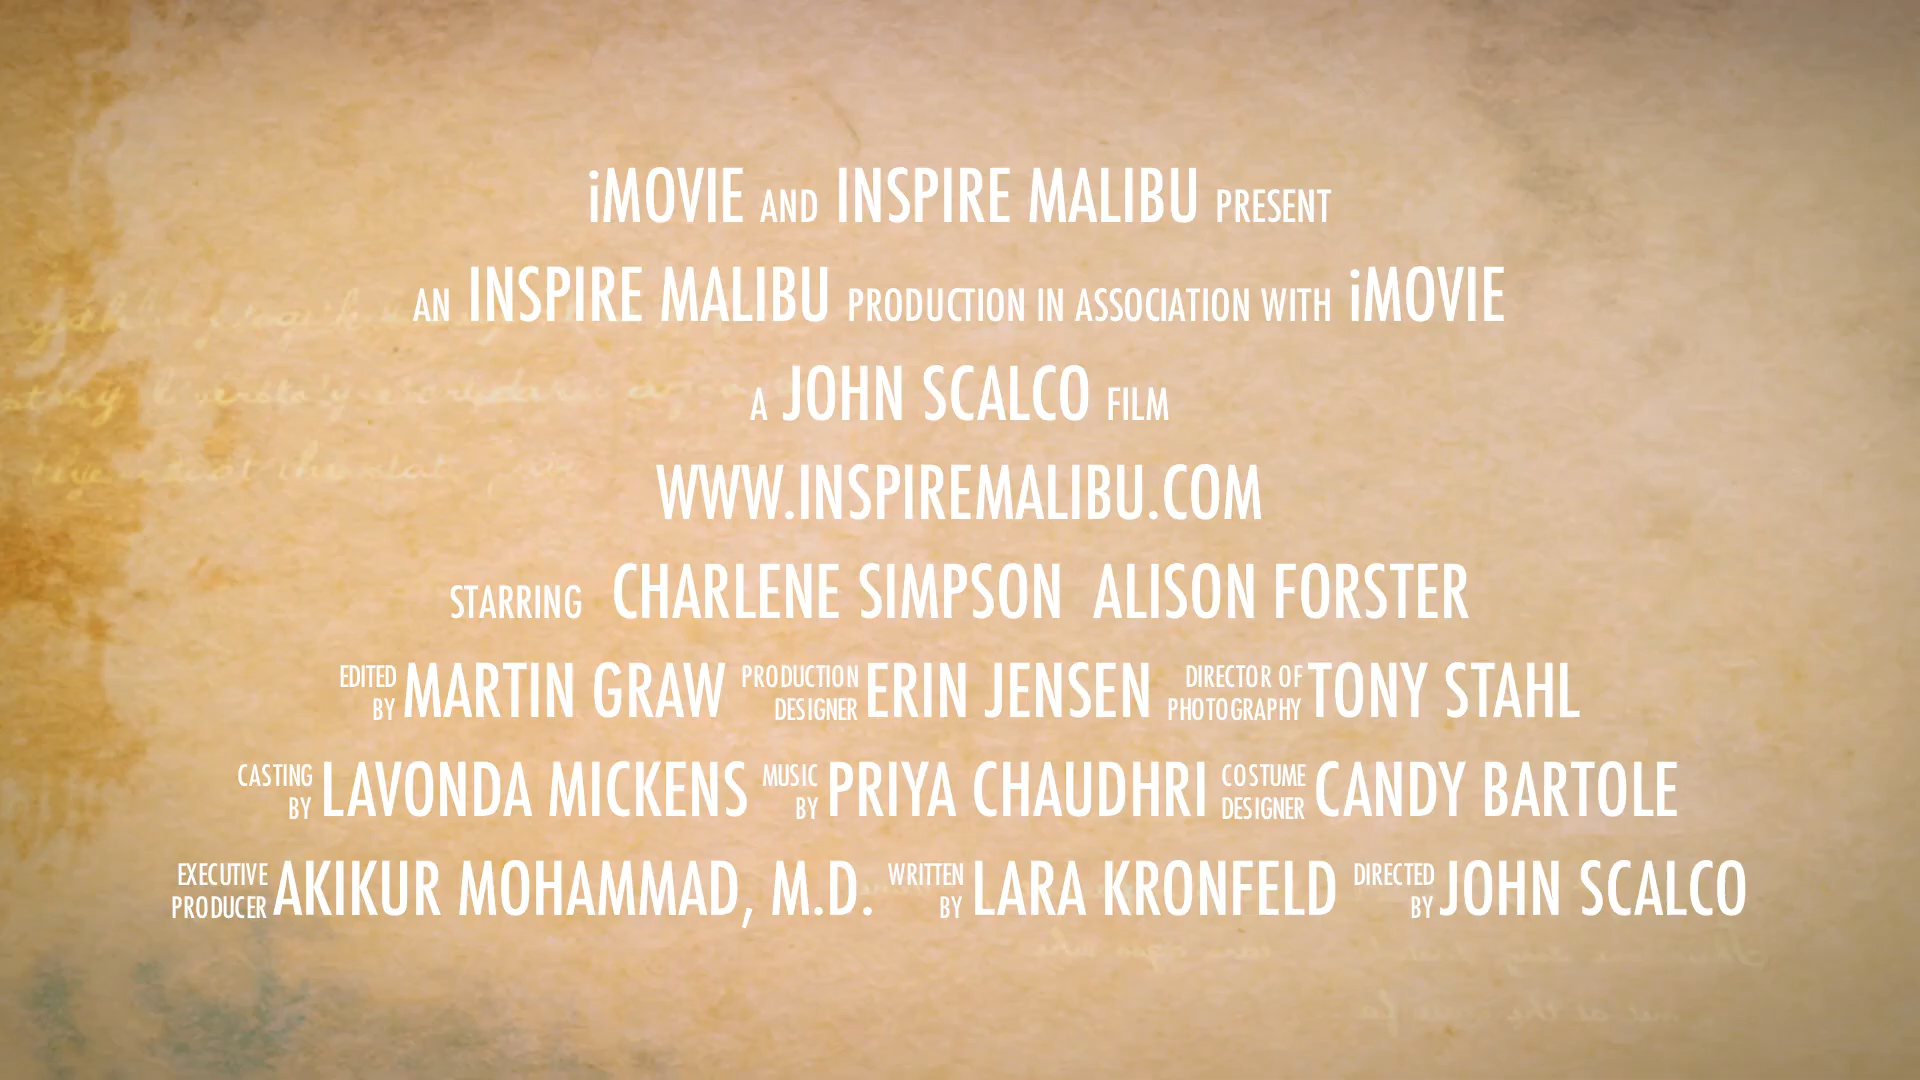 iMOVIE AND INSPIRE MALIBU PRESENT
AN INSPIRE MALIBU PRODUCTION IN ASSOCIATION WITH iMOVIE
A JOHN SCALCO FILM
WWW.INSPIREMALIBU.COM
STARRING CHARLENE SIMPSON ALISON FORSTER
EDITED BY MARTIN GRAW PRODUCTION DESIGNER ERIN JENSEN DIRECTOR OF PHOTOGRAPHY TONY STAHL
CASTING BY LAVONDA MICKENS MUSIC BY PRIYA CHAUDHRI COSTUME DESIGNER CANDY BARTOLE
EXECUTIVE PRODUCER AKIKUR MOHAMMAD, M.D. WRITTEN BY LARA KRONFELD DIRECTED BY JOHN SCALCO